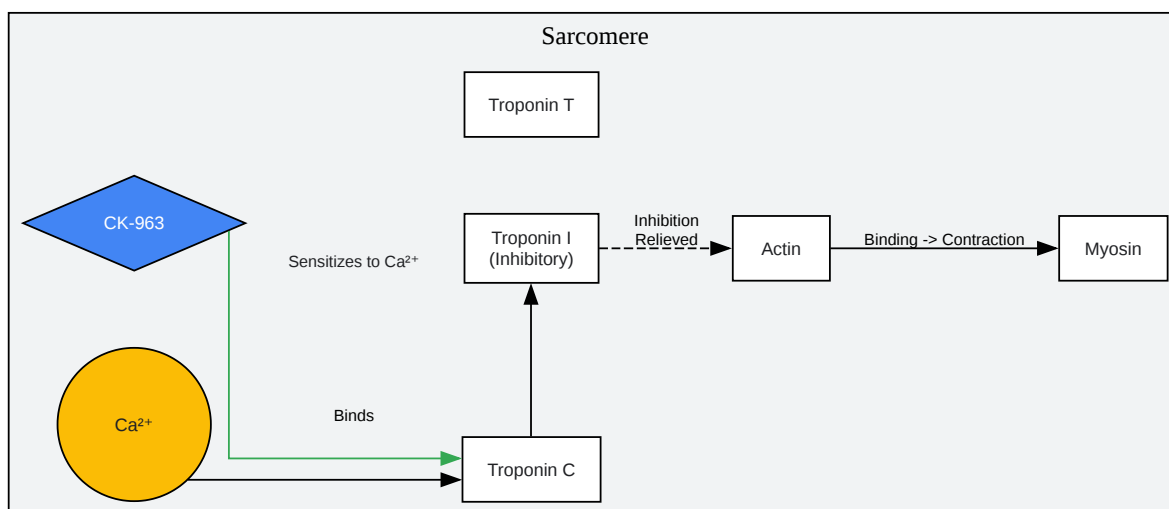 Sarcomere
Troponin T
CK-963
Sensitizes to Ca²⁺
Troponin I
(Inhibitory)
Inhibition
Relieved
Actin
Binding -> Contraction
Myosin
Ca²⁺
Binds
Troponin C